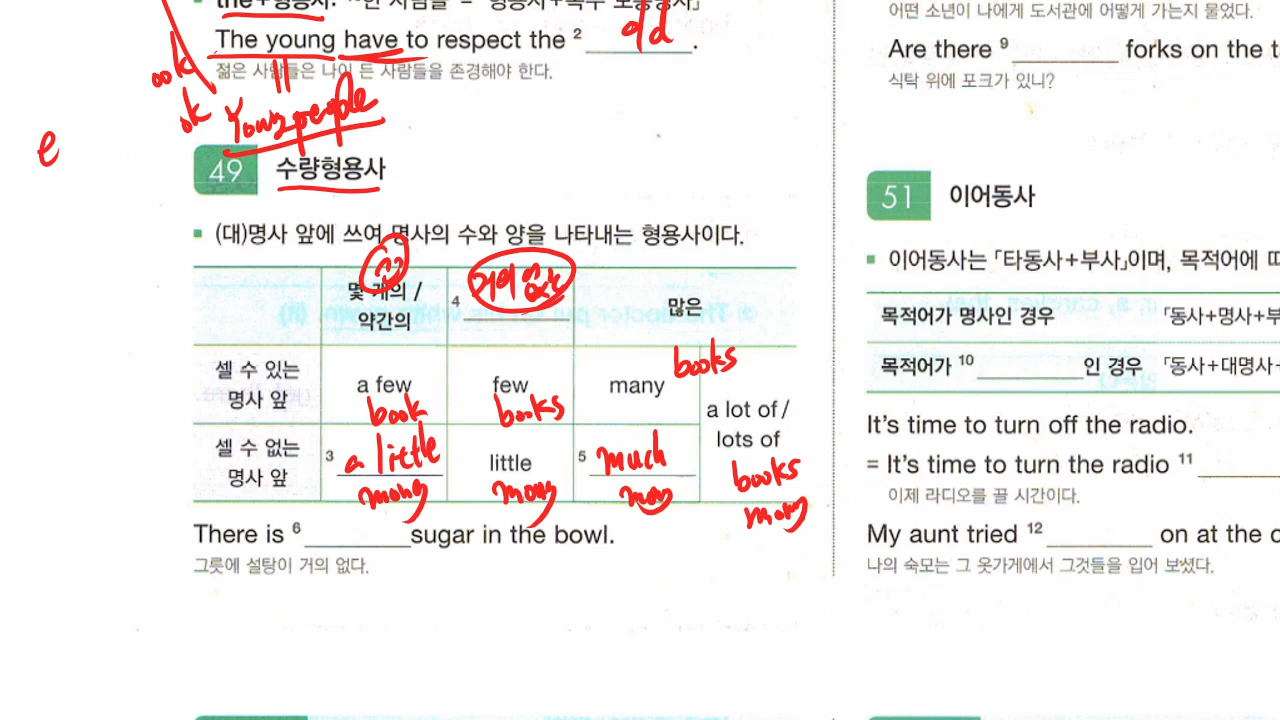 the+형용사:
The young have to respect the ² old.
젊은 사람들은 나이 든 사람들을 존경해야 한다.
ok
Young people
e
49 수량형용사
(대)명사 앞에 쓰여 명사의 수와 양을 나타내는 형용사이다.
몇 개의 / 약간의
4 거의 없는
많은
셀 수 있는 명사 앞
a few
book
few
books
many
books
a lot of / lots of
books
money
셀 수 없는 명사 앞
3 a little
money
little
money
5 much
money
There is ⁶ ________ sugar in the bowl.
그릇에 설탕이 거의 없다.
어떤 소년이 나에게 도서관에 어떻게 가는지 물었다.
Are there ⁹ ________ forks on the t
식탁 위에 포크가 있니?
51 이어동사
이어동사는 「타동사+부사」이며, 목적어에 따
목적어가 명사인 경우 「동사+명사+부
목적어가 ¹⁰ ________ 인 경우 「동사+대명사+
It's time to turn off the radio.
= It's time to turn the radio ¹¹
이제 라디오를 끌 시간이다.
My aunt tried ¹² ________ on at the c
나의 숙모는 그 옷가게에서 그것들을 입어 보셨다.